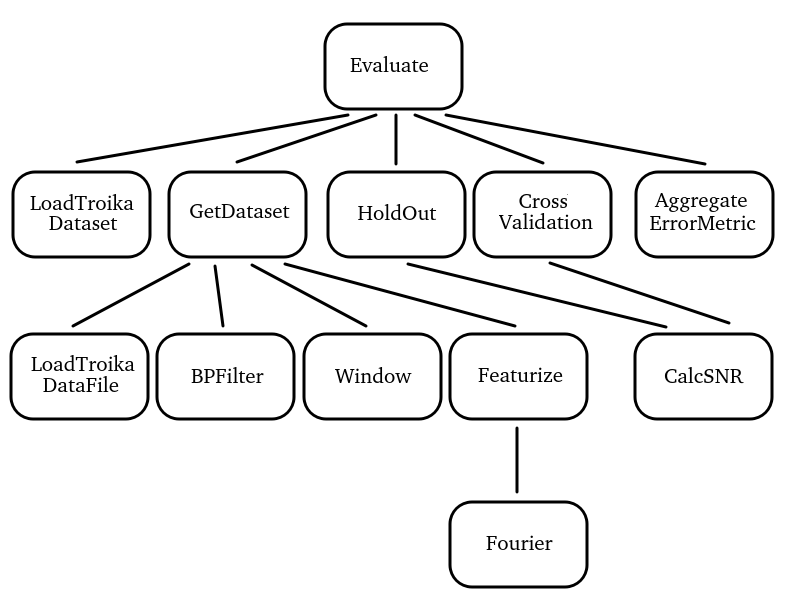 Evaluate
LoadTroika
Dataset
GetDataset
HoldOut
Cross
Validation
Aggregate
ErrorMetric
LoadTroika
DataFile
BPFilter
Window
Featurize
CalcSNR
Fourier